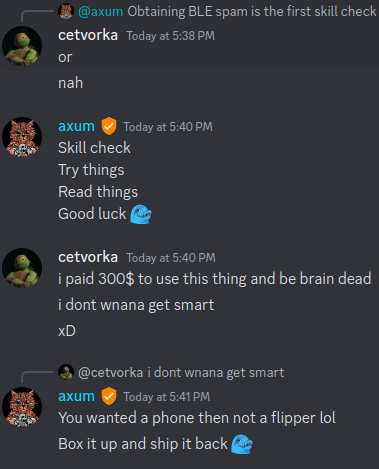 @axum Obtaining BLE spam is the first skill check
cetvorka Today at 5:38 PM
or
nah
axum Today at 5:40 PM
Skill check
Try things
Read things
Good luck
cetvorka Today at 5:40 PM
i paid 300$ to use this thing and be brain dead
i dont wnana get smart
xD
@cetvorka i dont wnana get smart
axum Today at 5:41 PM
You wanted a phone then not a flipper lol
Box it up and ship it back